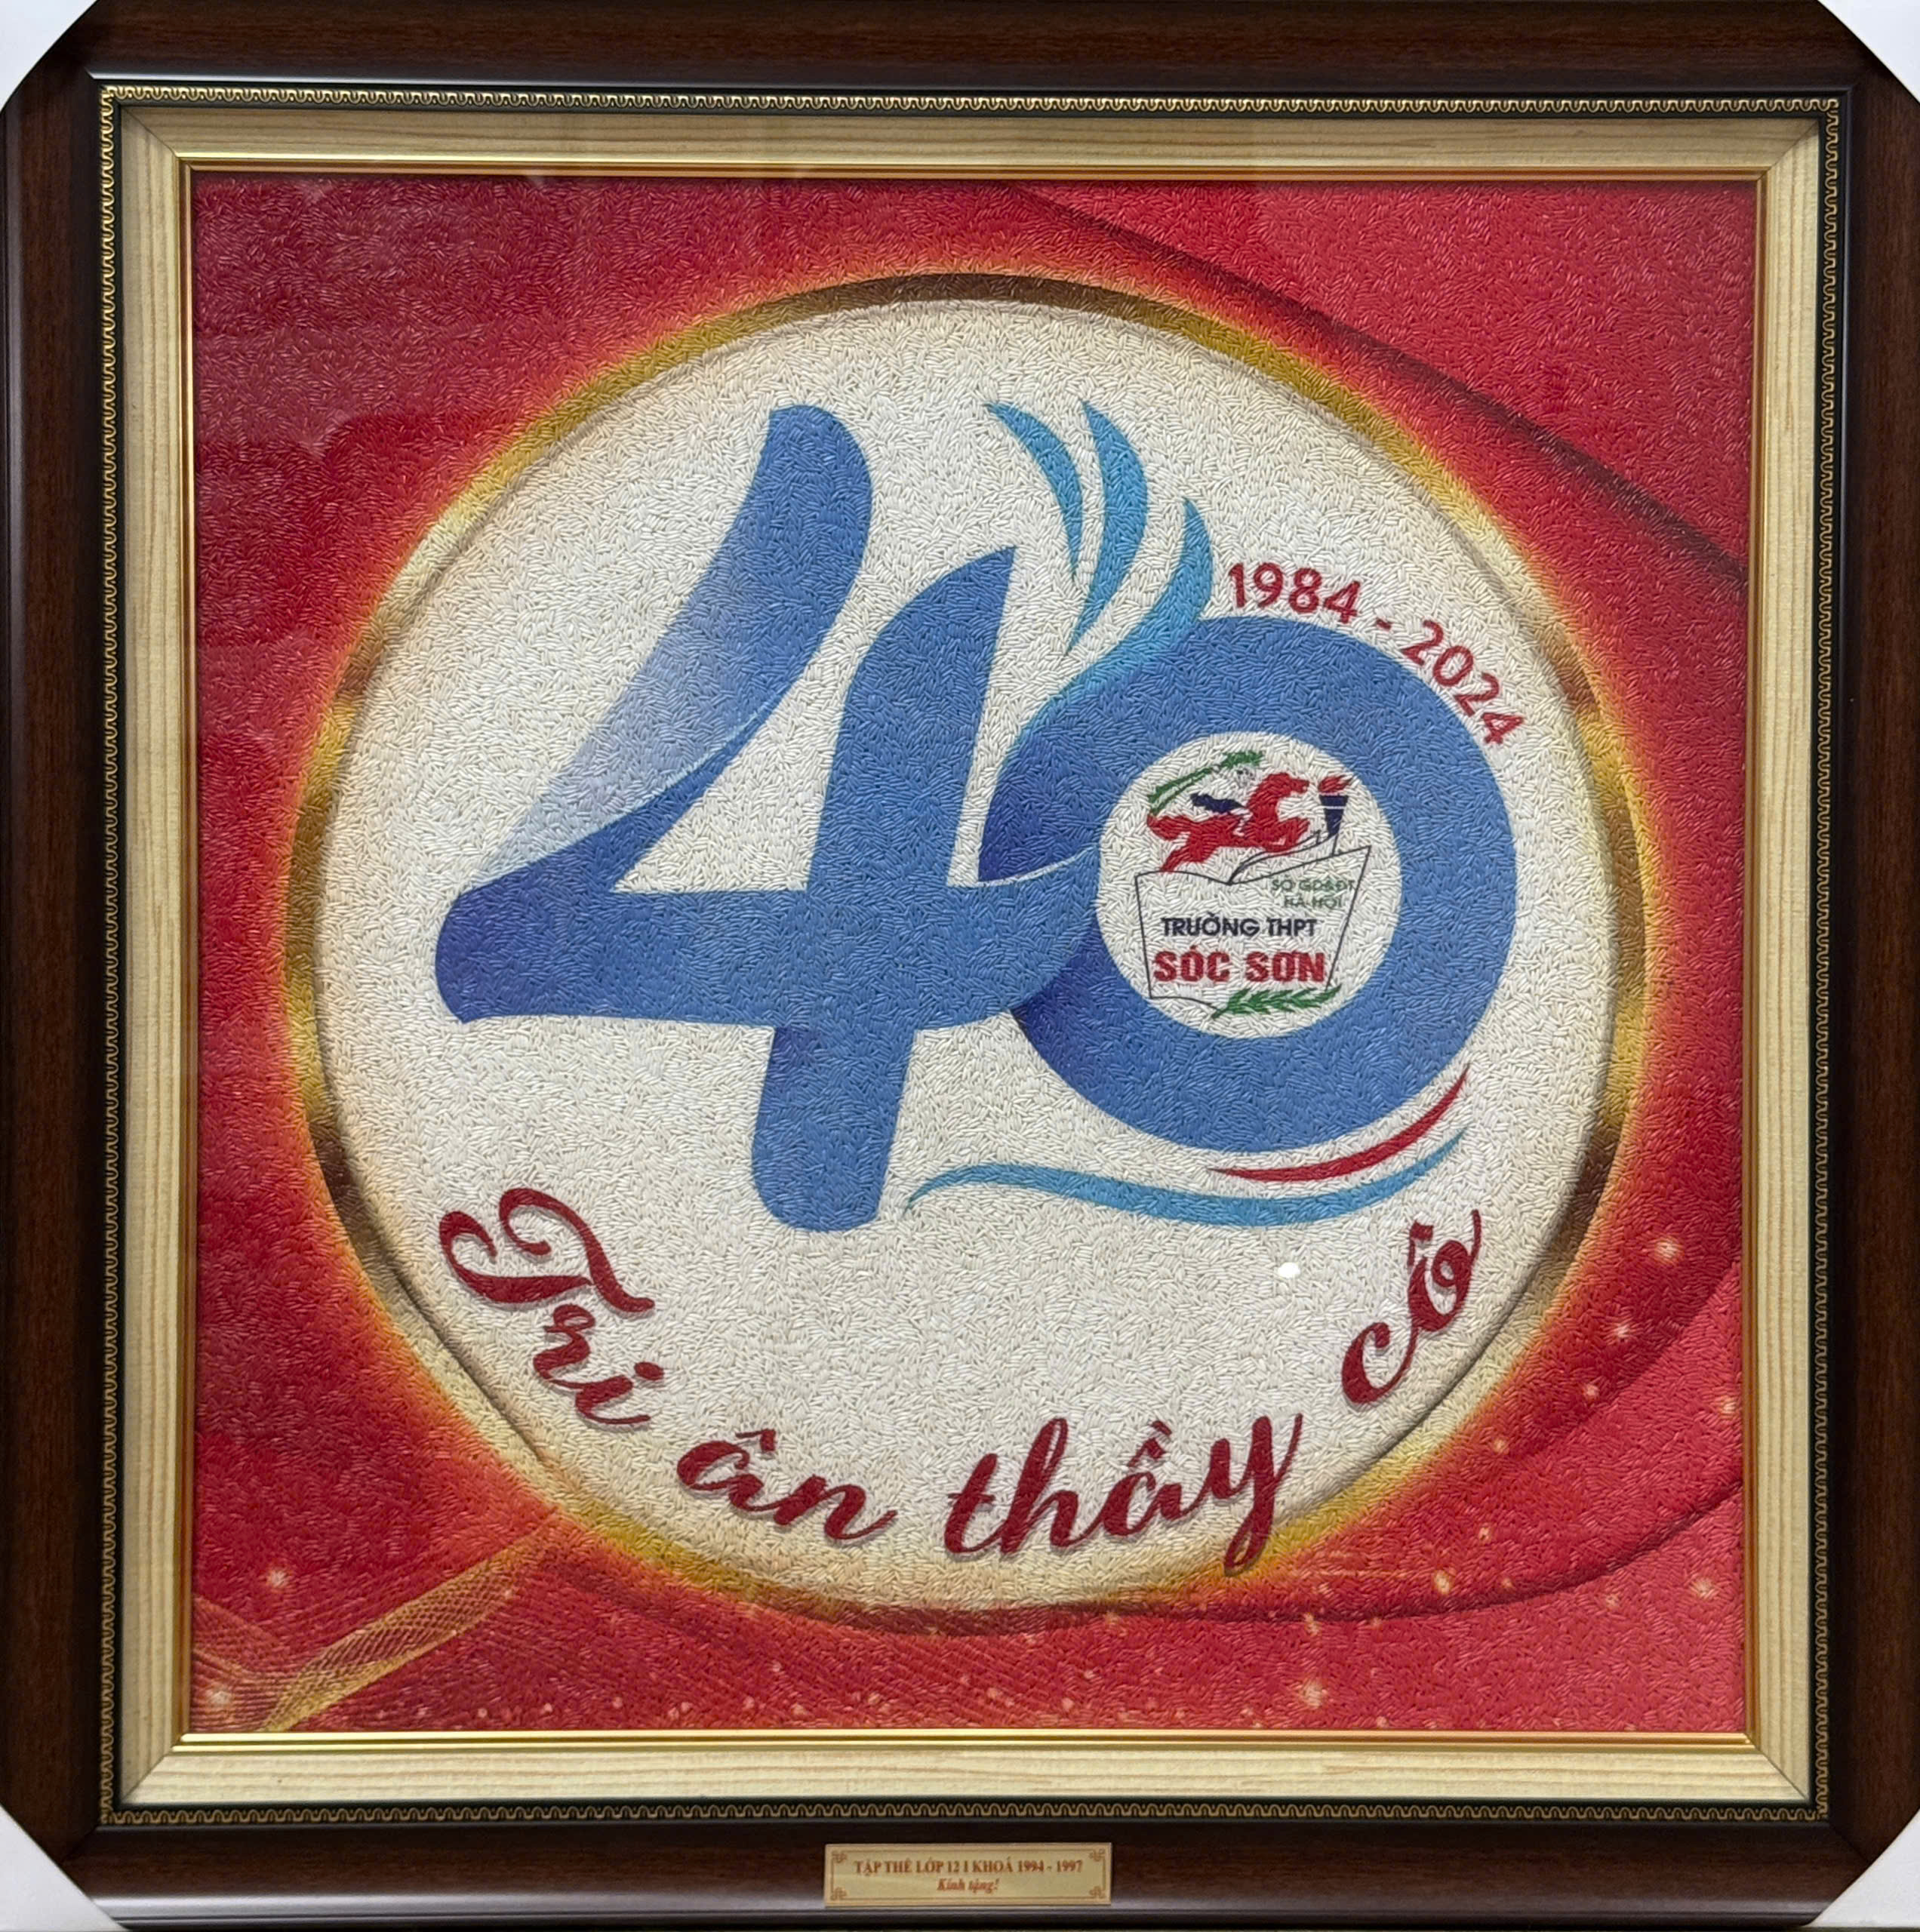 40
1984 - 2024
SỞ GD&ĐT
HÀ NỘI
TRƯỜNG THPT
SÓC SƠN
Tri ân thầy cô
TẬP THỂ LỚP 12 I KHOÁ 1994 - 1997
Kính tặng!